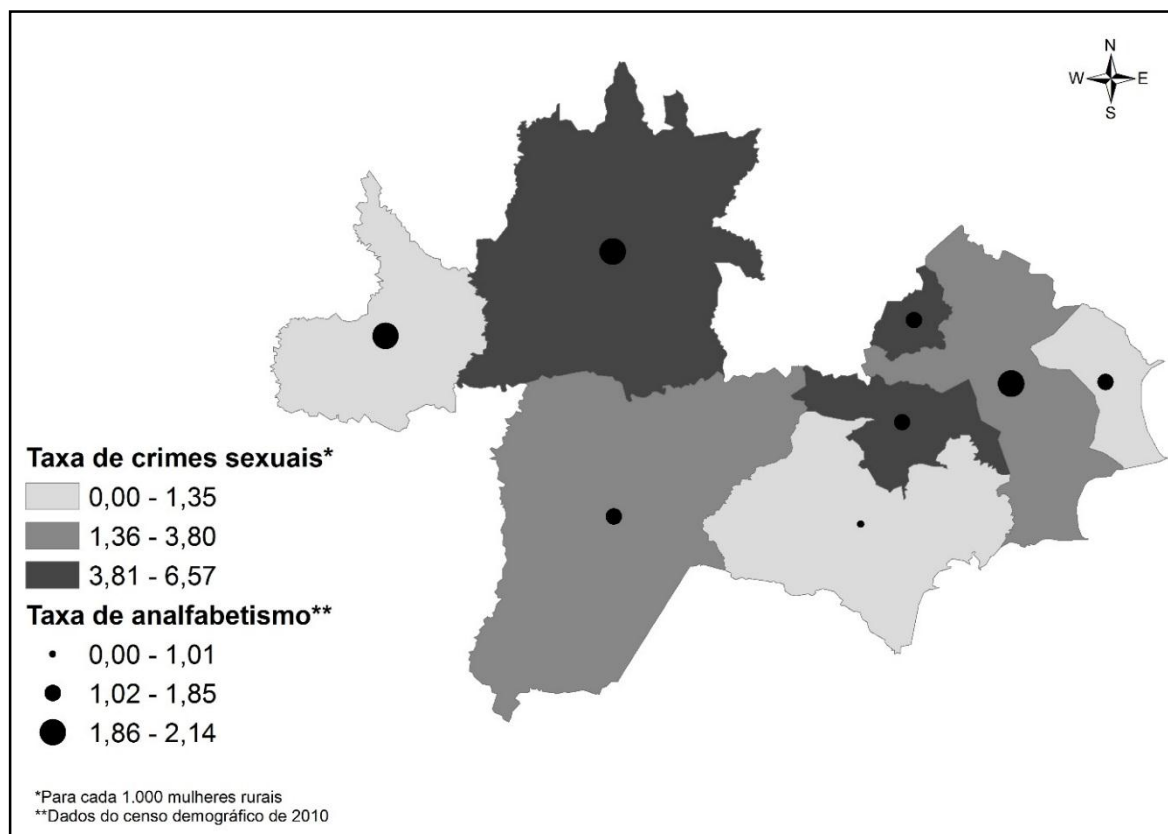 N
W E
S
Taxa de crimes sexuais*
0,00 - 1,35
1,36 - 3,80
3,81 - 6,57
Taxa de analfabetismo**
0,00 - 1,01
1,02 - 1,85
1,86 - 2,14
*Para cada 1.000 mulheres rurais
**Dados do censo demográfico de 2010